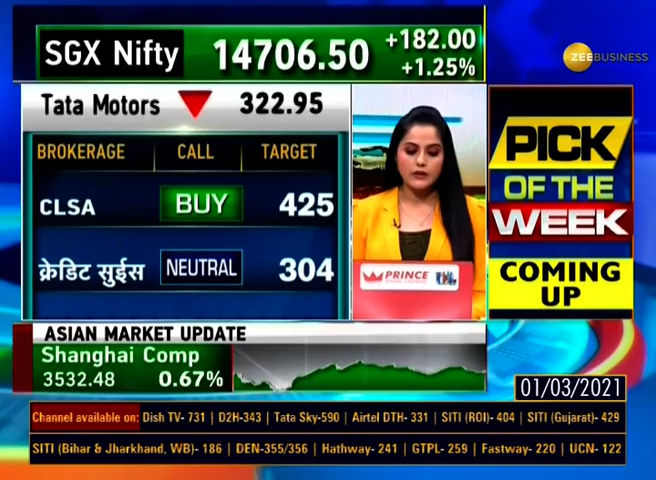 SGX Nifty 14706.50 +182.00
+1.25%
ZEE BUSINESS
Tata Motors 322.95
BROKERAGE CALL TARGET
CLSA BUY 425
क्रेडिट सुईस NEUTRAL 304
PRINCE
PICK
OF THE
WEEK
COMING
UP
ASIAN MARKET UPDATE
Shanghai Comp
3532.48 0.67%
01/03/2021
Channel available on: Dish TV- 731 | D2H-343 | Tata Sky-590 | Airtel DTH- 331 | SITI (ROI)- 404 | SITI (Gujarat)- 429
SITI (Bihar & Jharkhand, WB)- 186 | DEN-355/356 | Hathway- 241 | GTPL- 259 | Fastway- 220 | UCN- 122